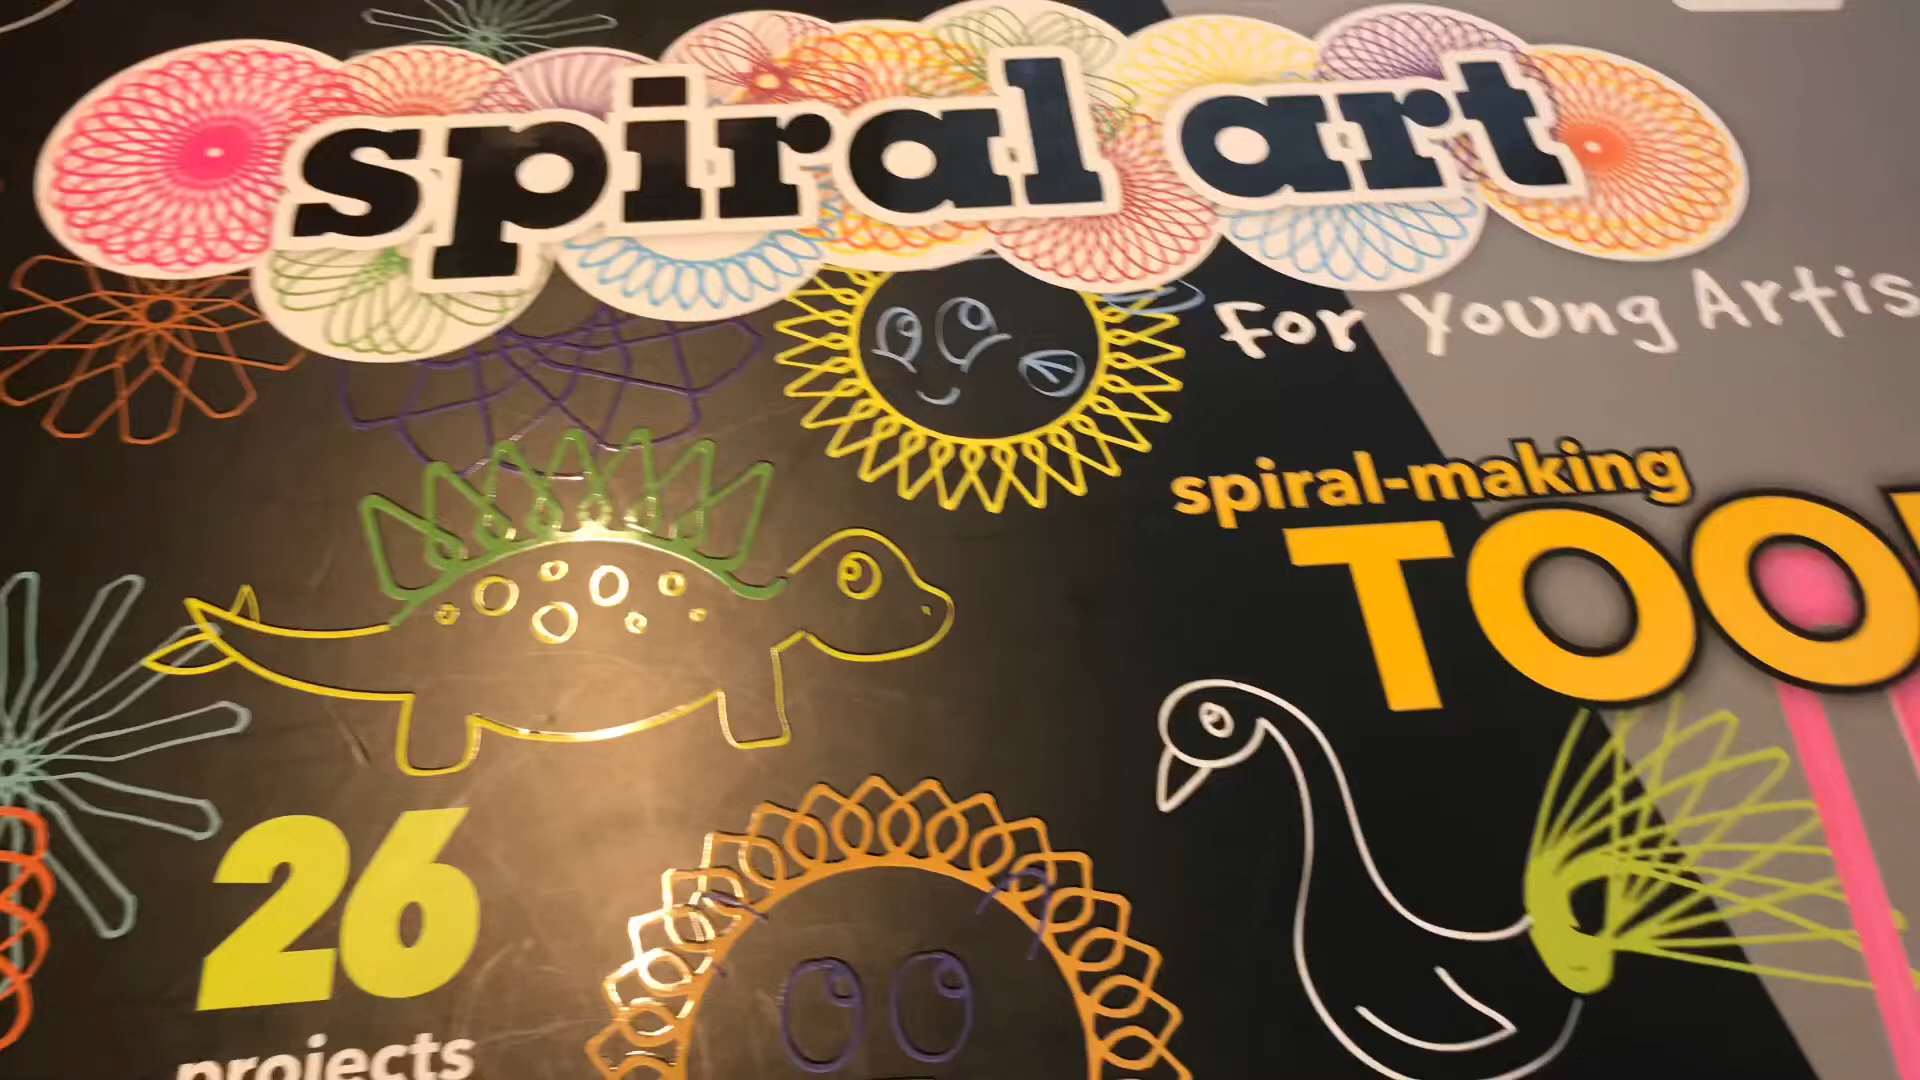 spiral art
for Young Artis
spiral-making
TOO
26
projects